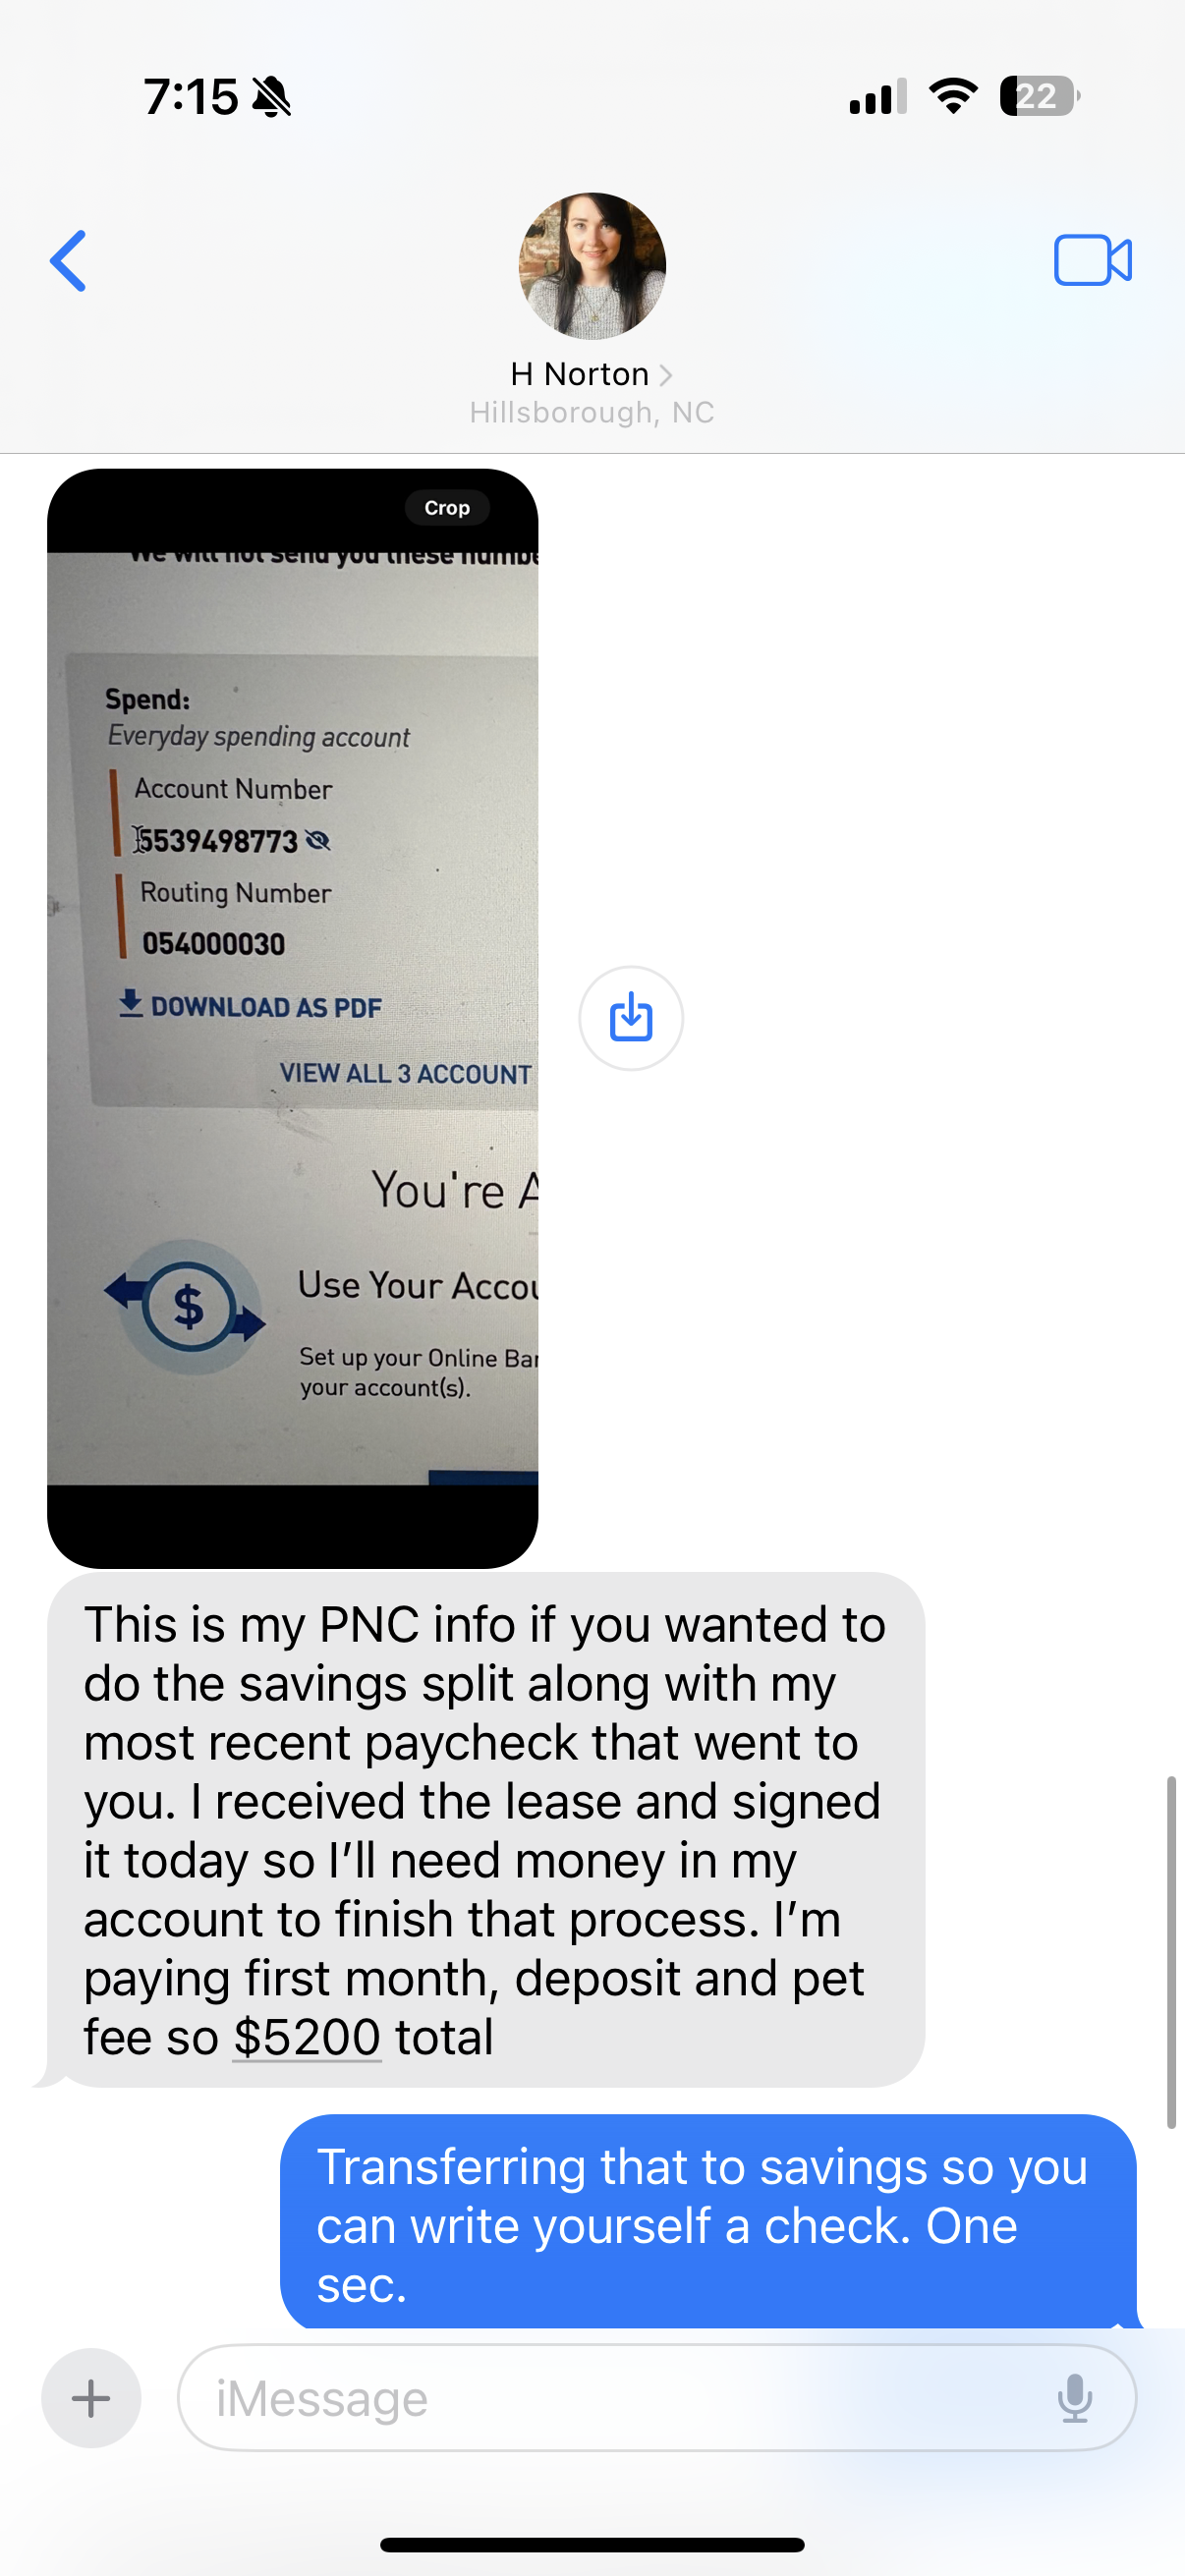 7:15
22
H Norton
Hillsborough, NC
Crop
We will not send you these
Spend:
Everyday spending account
Account Number
5539498773
Routing Number
054000030
DOWNLOAD AS PDF
VIEW ALL 3 ACCOUNT
You're A
$
Use Your Accou
Set up your Online Ban
your account(s).
This is my PNC info if you wanted to
do the savings split along with my
most recent paycheck that went to
you. I received the lease and signed
it today so I’ll need money in my
account to finish that process. I’m
paying first month, deposit and pet
fee so $5200 total
Transferring that to savings so you
can write yourself a check. One
sec.
iMessage